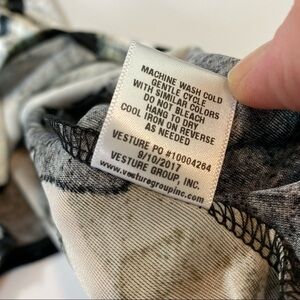 MACHINE WASH COLD
GENTLE CYCLE
WITH SIMILAR COLORS
DO NOT BLEACH
HANG TO DRY
COOL IRON ON REVERSE
AS NEEDED
VESTURE PO #10004264
9/10/2017
VESTURE GROUP, INC.
www.vesturegroupinc.com